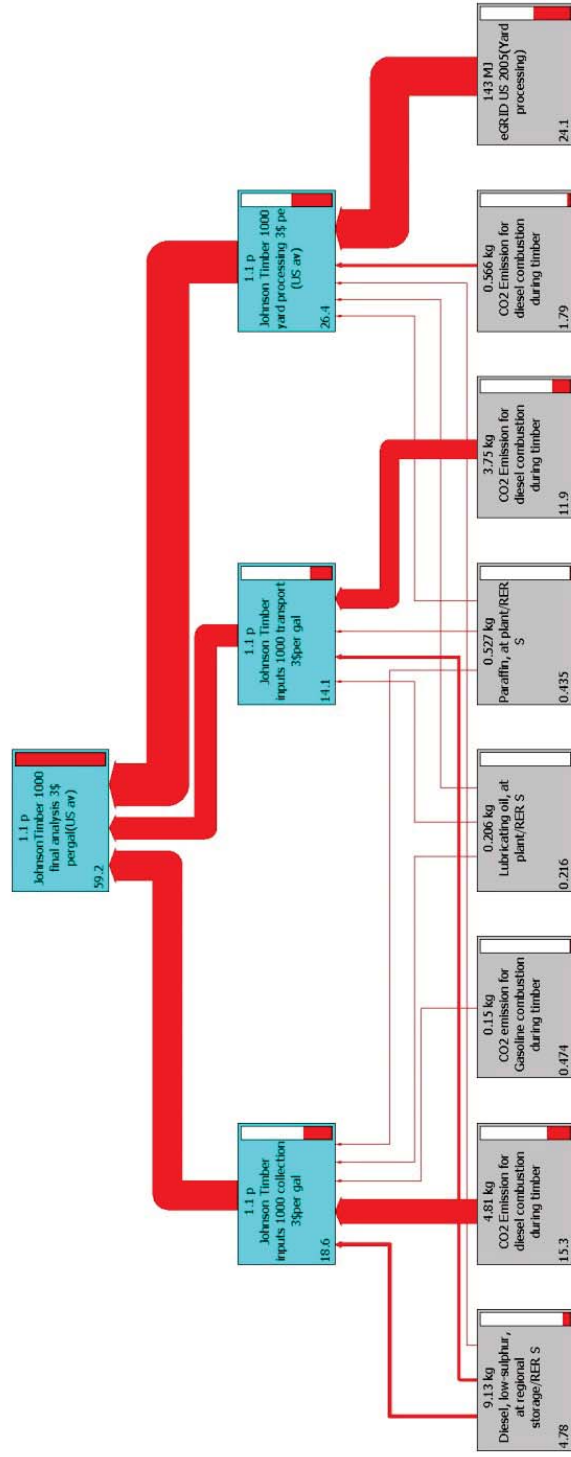 1.1 p
JohnsonTimber 1000
final analysis 3$
pergal(US av)
59.2
1.1 p
Johnson Timber
inputs 1000 collection
3$per gal
18.6
1.1 p
Johnson Timber
inputs 1000 transport
3$per gal
14.1
1.1 p
Johnson Timber 1000
yard processing 3$ pe
(US av)
26.4
9.13 kg
Diesel, low-sulphur,
at regional
storage/RER S
4.78
4.81 kg
CO2 Emission for
diesel combustion
during timber
15.3
0.15 kg
CO2 emission for
Gasoline combustion
during timber
0.474
0.206 kg
Lubricating oil, at
plant/RER S
0.216
0.527 kg
Paraffin, at plant/RER
S
0.435
3.75 kg
CO2 Emission for
diesel combustion
during timber
11.9
0.566 kg
CO2 Emission for
diesel combustion
during timber
1.79
143 MJ
eGRID US 2005(Yard
processing)
24.1